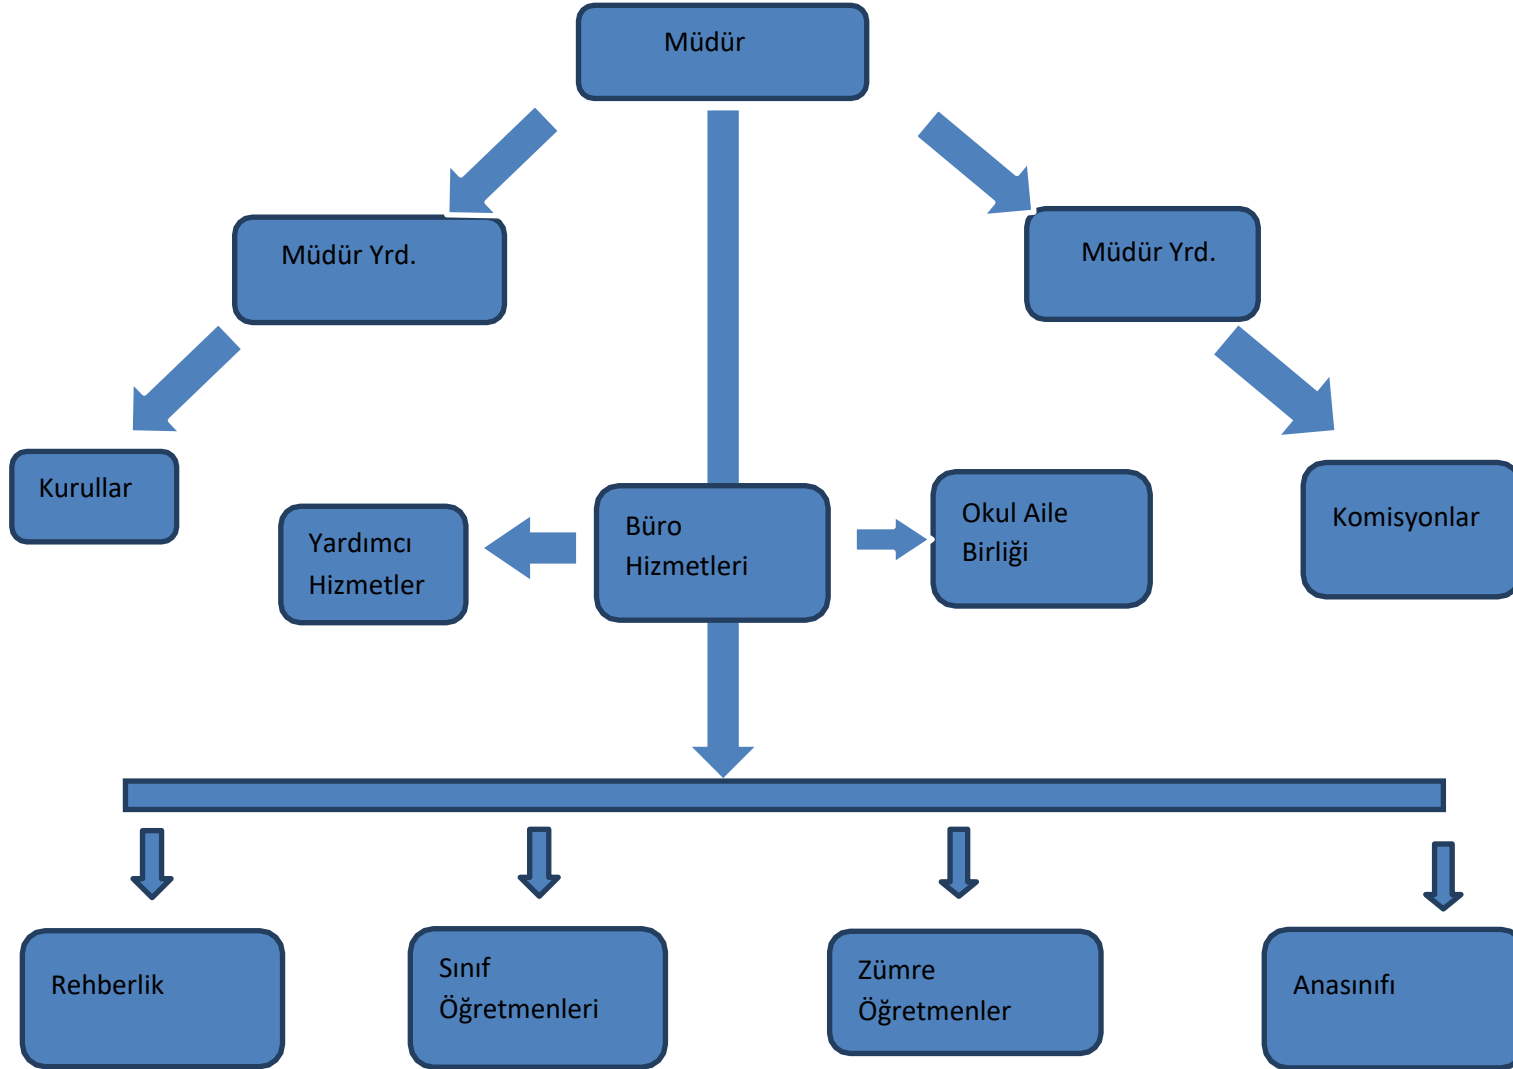 Müdür
Müdür Yrd.
Müdür Yrd.
Kurullar
Yardımcı
Hizmetler
Büro
Hizmetleri
Okul Aile
Birliği
Komisyonlar
Rehberlik
Sınıf
Öğretmenleri
Zümre
Öğretmenler
Anasınıfı